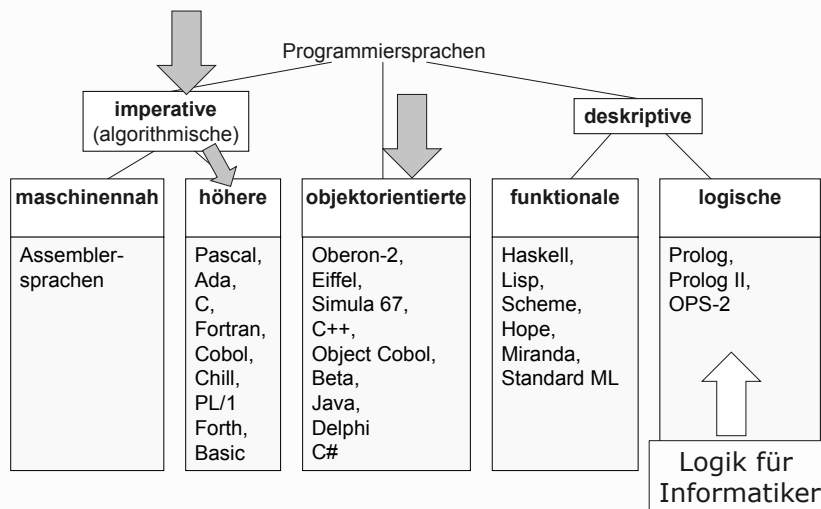 Programmiersprachen
imperative
(algorithmische)
deskriptive
maschinennah
Assembler-
sprachen
höhere
Pascal,
Ada,
C,
Fortran,
Cobol,
Chill,
PL/1
Forth,
Basic
objektorientierte
Oberon-2,
Eiffel,
Simula 67,
C++,
Object Cobol,
Beta,
Java,
Delphi
C#
funktionale
Haskell,
Lisp,
Scheme,
Hope,
Miranda,
Standard ML
logische
Prolog,
Prolog II,
OPS-2
Logik für
Informatiker